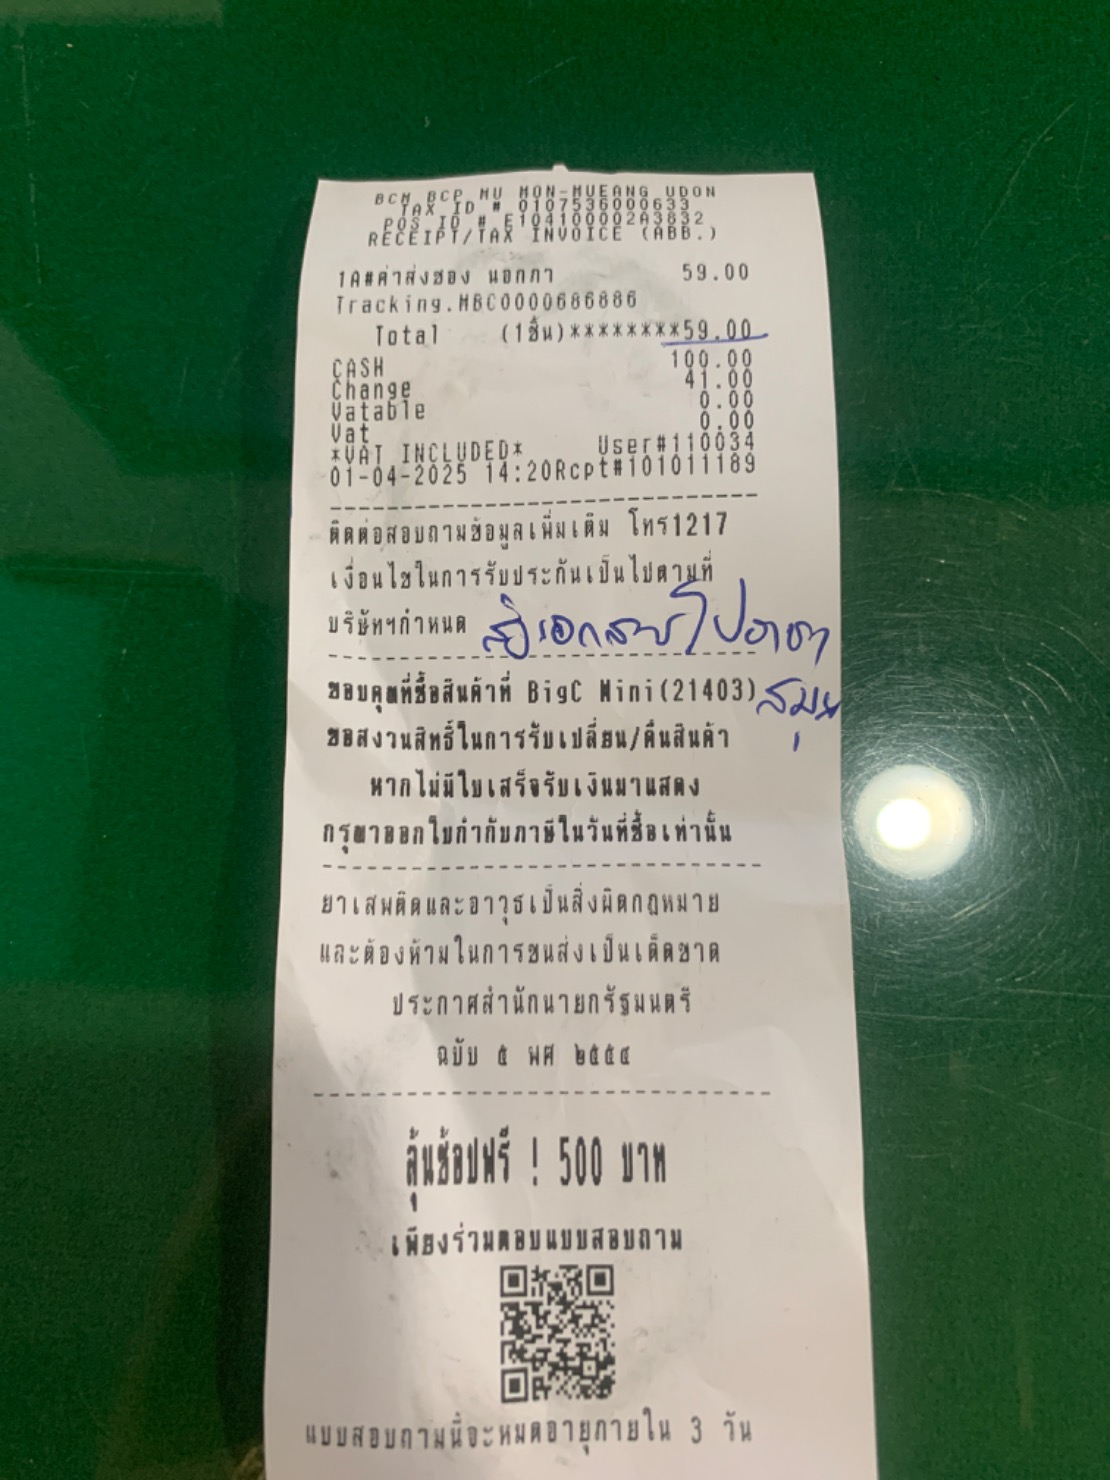 BCM BCP MU MON-MUEANG UDON
TAX ID # 0107536000633
POS ID # E104100002A3832
RECEIPT/TAX INVOICE (ABB.)
1A#ค่าส่งของ นอกภา 59.00
Tracking.MBC0000686886
Total (1ชิ้น)********59.00
CASH 100.00
Change 41.00
Vatable 0.00
Vat 0.00
*VAT INCLUDED* User#110034
01-04-2025 14:20Rcpt#101011189
ติดต่อสอบถามข้อมูลเพิ่มเติม โทร1217
เงื่อนไขในการรับประกันเป็นไปตามที่
บริษัทฯกำหนด
เอกสารไป
ขอบคุณที่ซื้อสินค้าที่ BigC Mini(21403)
ขอสงวนสิทธิ์ในการรับเปลี่ยน/คืนสินค้า
หากไม่มีใบเสร็จรับเงินมาแสดง
กรุณาออกใบกำกับภาษีในวันที่ซื้อเท่านั้น
ยาเสพติดและอาวุธเป็นสิ่งผิดกฎหมาย
และต้องห้ามในการขนส่งเป็นเด็ดขาด
ประกาศสำนักนายกรัฐมนตรี
ฉบับ ๕ พศ ๒๕๕๔
ลุ้นช้อปฟรี ! 500 บาท
เพียงร่วมตอบแบบสอบถาม
แบบสอบถามนี้จะหมดอายุภายใน 3 วัน